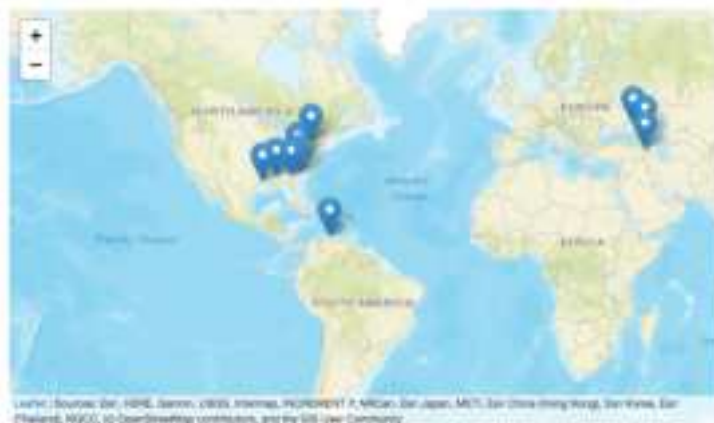 +
−
NORTH AMERICA
EUROPE
Atlantic
Ocean
Pacific Ocean
AFRICA
SOUTH AMERICA
Leaflet | Sources: Esri, HERE, Garmin, USGS, Intermap, INCREMENT P, NRCan, Esri Japan, METI, Esri China (Hong Kong), Esri Korea, Esri
(Thailand), NGCC, (c) OpenStreetMap contributors, and the GIS User Community